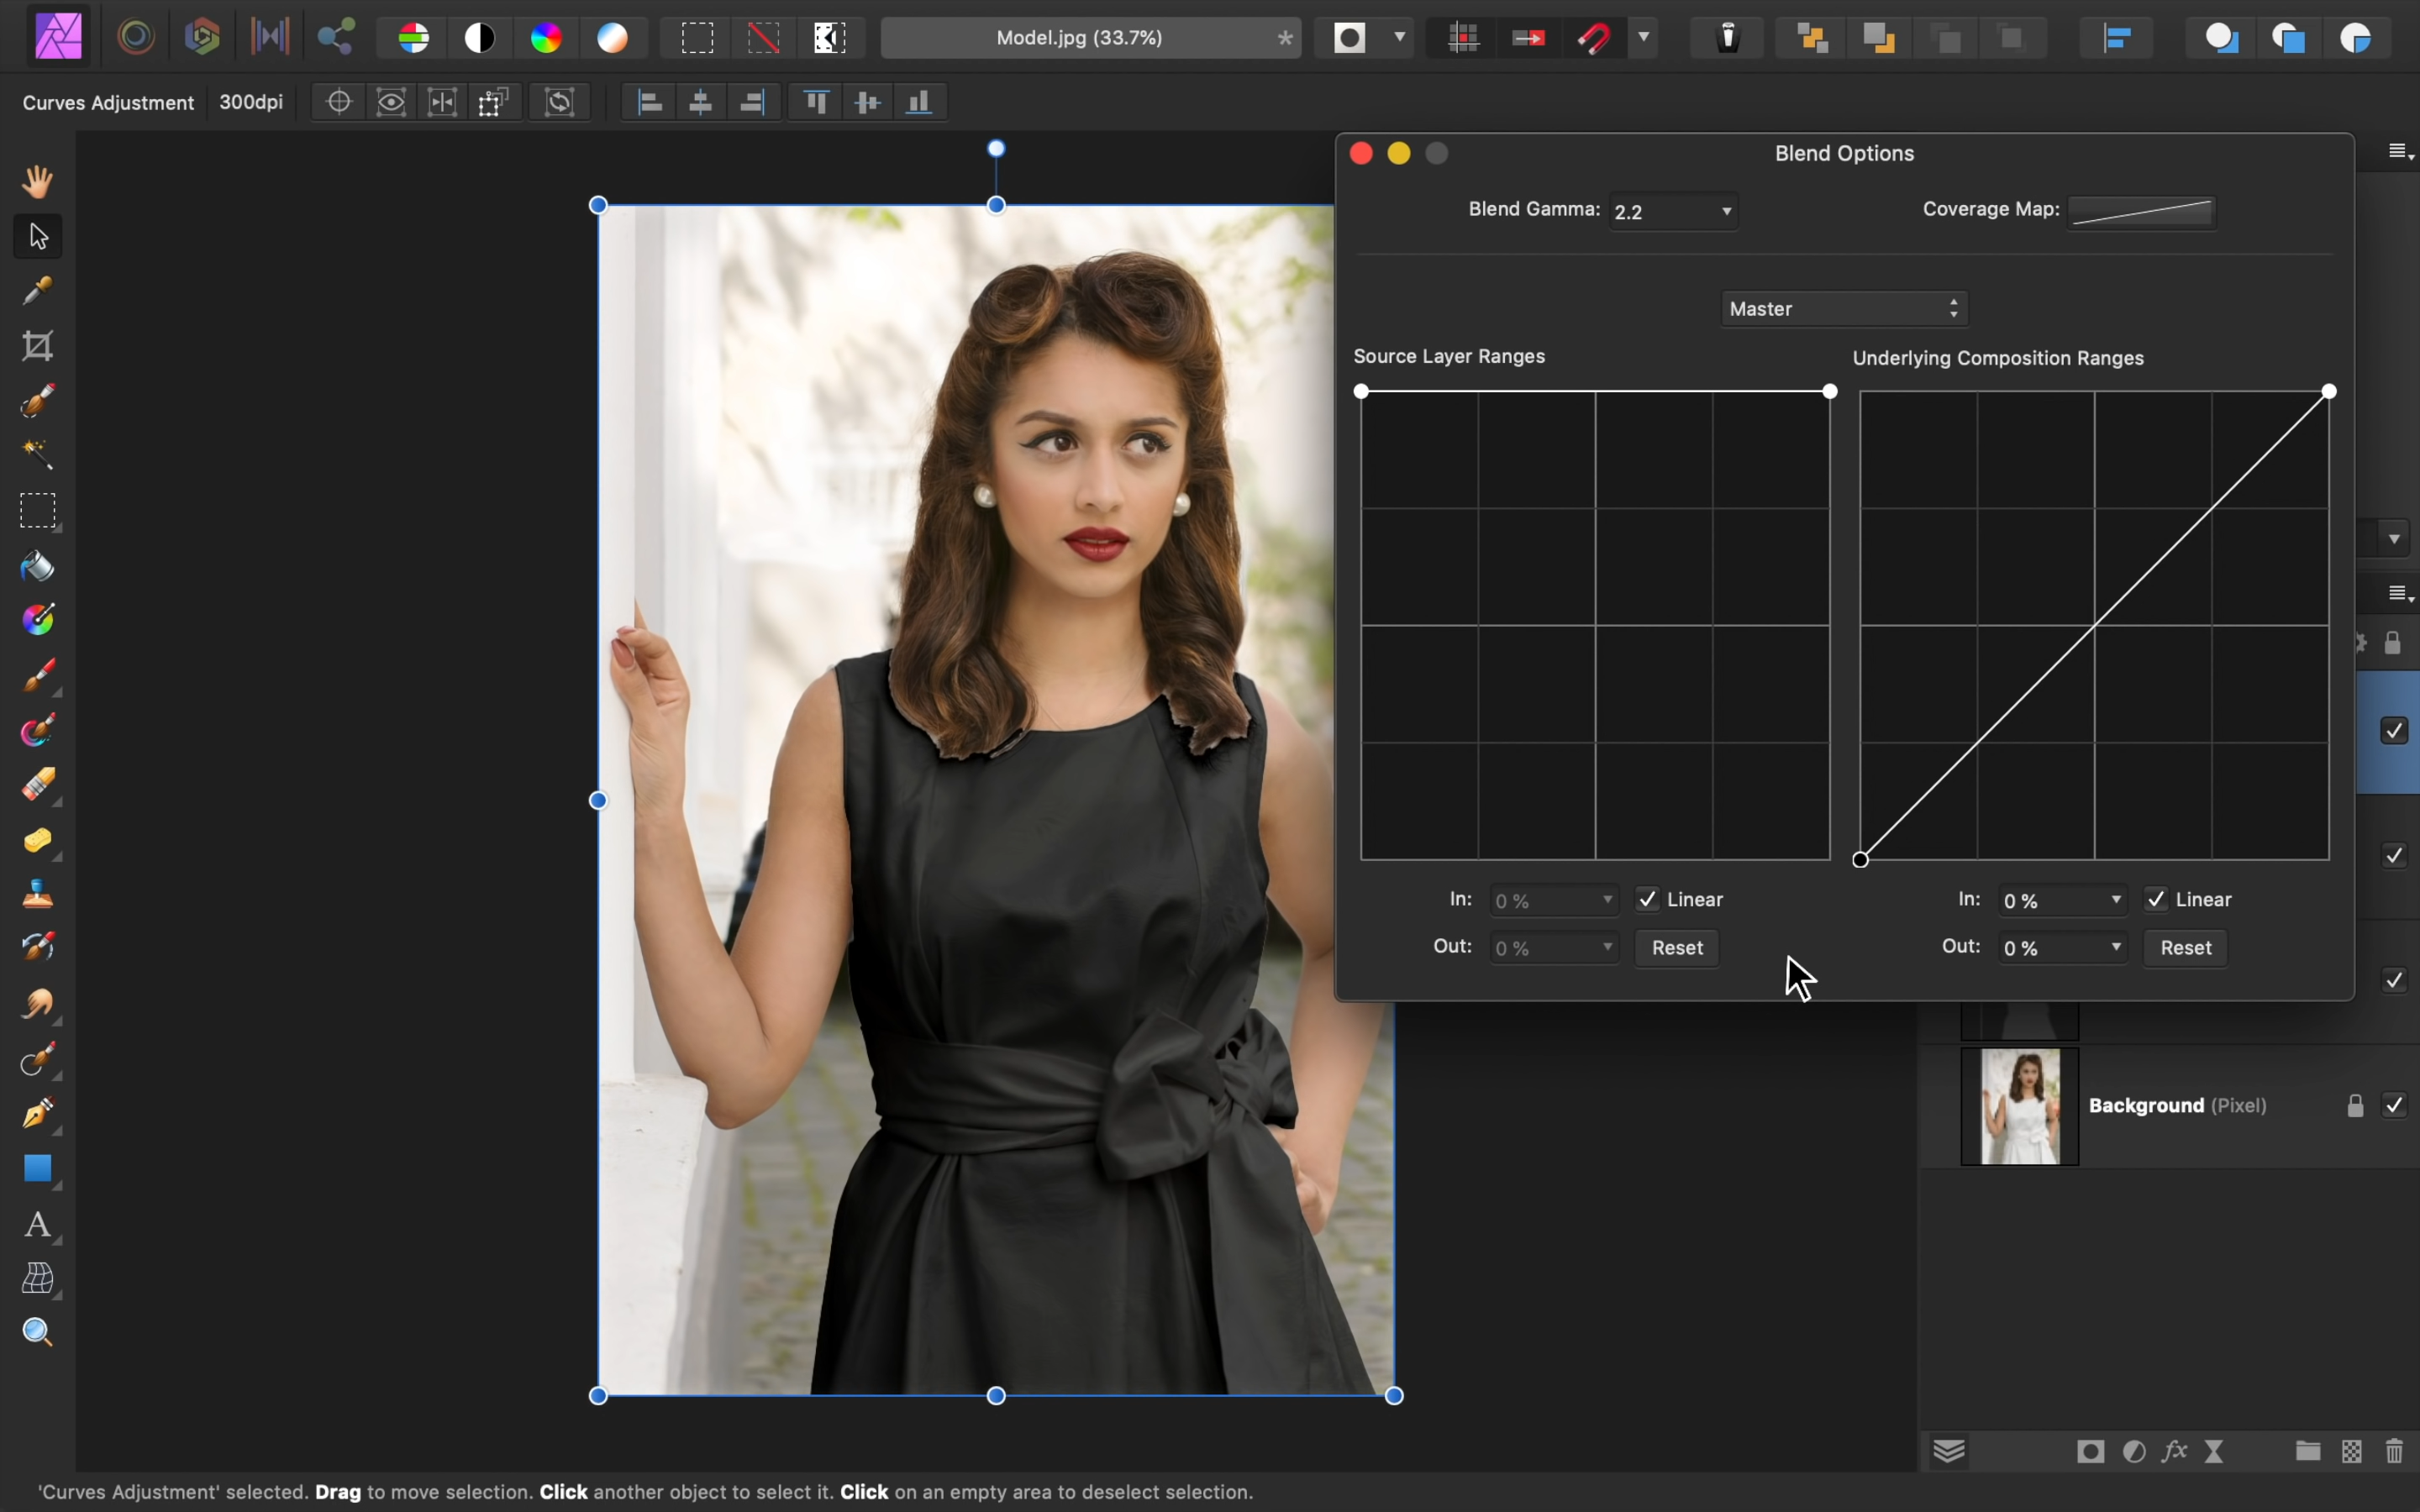 Model.jpg (33.7%) *
Curves Adjustment 300dpi
Blend Options
Blend Gamma: 2.2 Coverage Map:
Master
Source Layer Ranges Underlying Composition Ranges
In: 0 % Linear In: 0 % Linear
Out: 0 % Reset Out: 0 % Reset
Background (Pixel)
A
fx
'Curves Adjustment' selected. Drag to move selection. Click another object to select it. Click on an empty area to deselect selection.